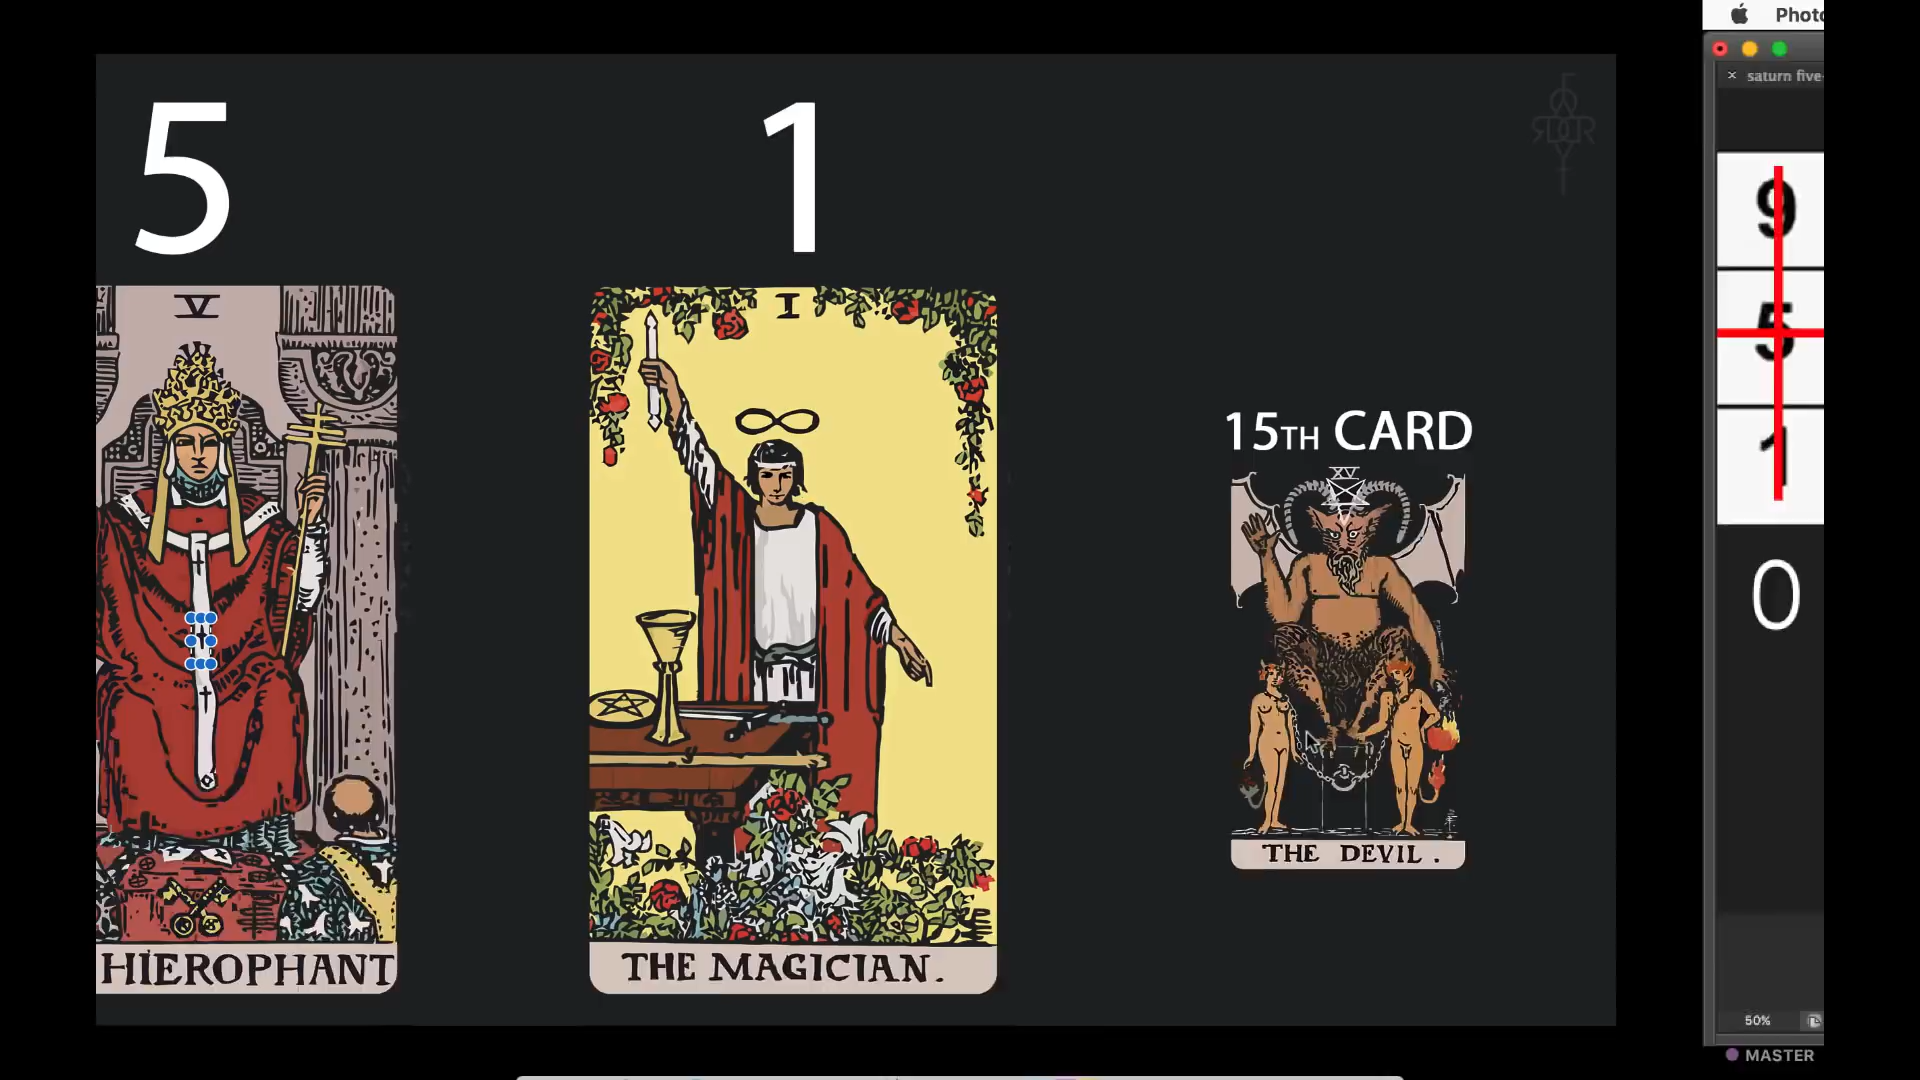 5
1
V
I
HIEROPHANT
THE MAGICIAN.
15TH CARD
XV
THE DEVIL.
Photo
saturn five-
9
5
1
0
50%
MASTER